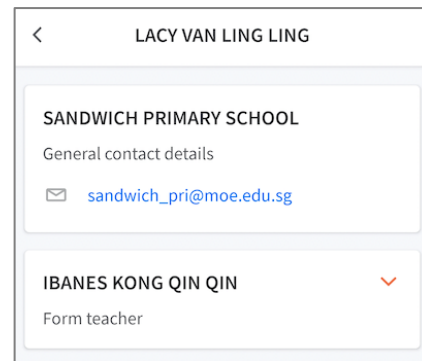 LACY VAN LING LING
SANDWICH PRIMARY SCHOOL
General contact details
sandwich_pri@moe.edu.sg
IBANES KONG QIN QIN
Form teacher